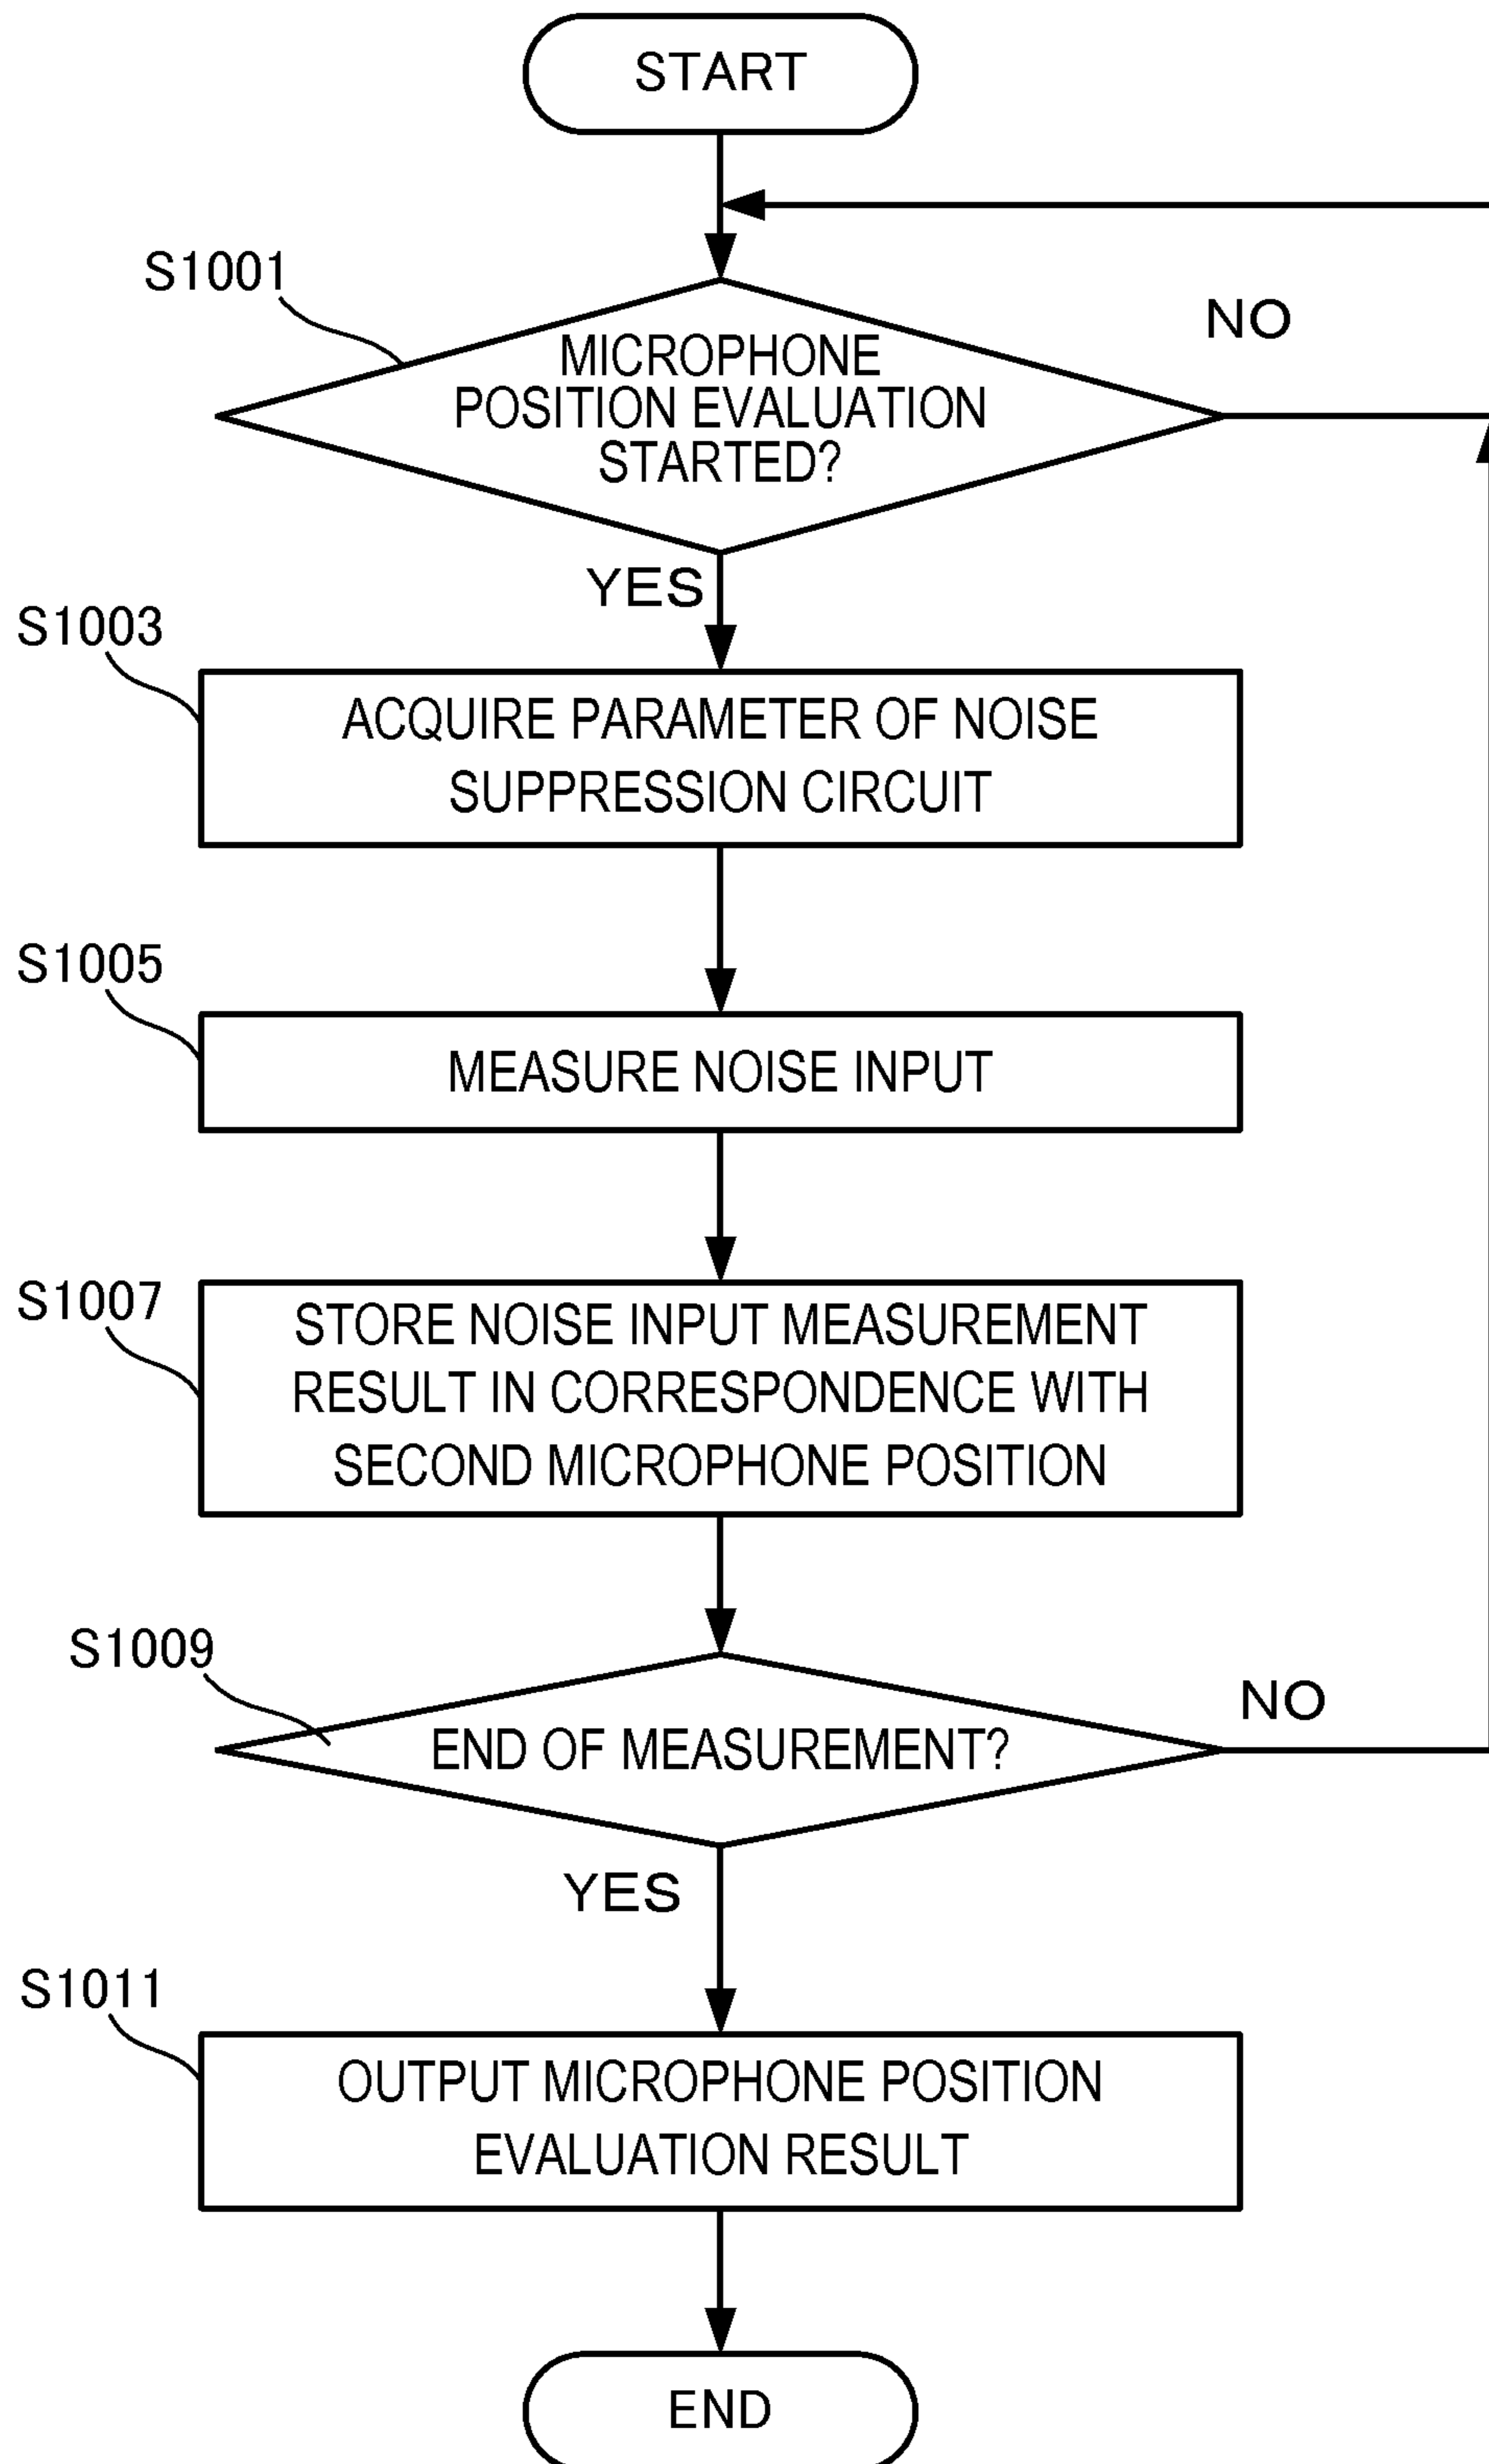 START
S1001
NO
MICROPHONE
POSITION EVALUATION
STARTED?
YES
S1003
ACQUIRE PARAMETER OF NOISE
SUPPRESSION CIRCUIT
S1005
MEASURE NOISE INPUT
S1007
STORE NOISE INPUT MEASUREMENT
RESULT IN CORRESPONDENCE WITH
SECOND MICROPHONE POSITION
S1009
NO
END OF MEASUREMENT?
YES
S1011
OUTPUT MICROPHONE POSITION
EVALUATION RESULT
END